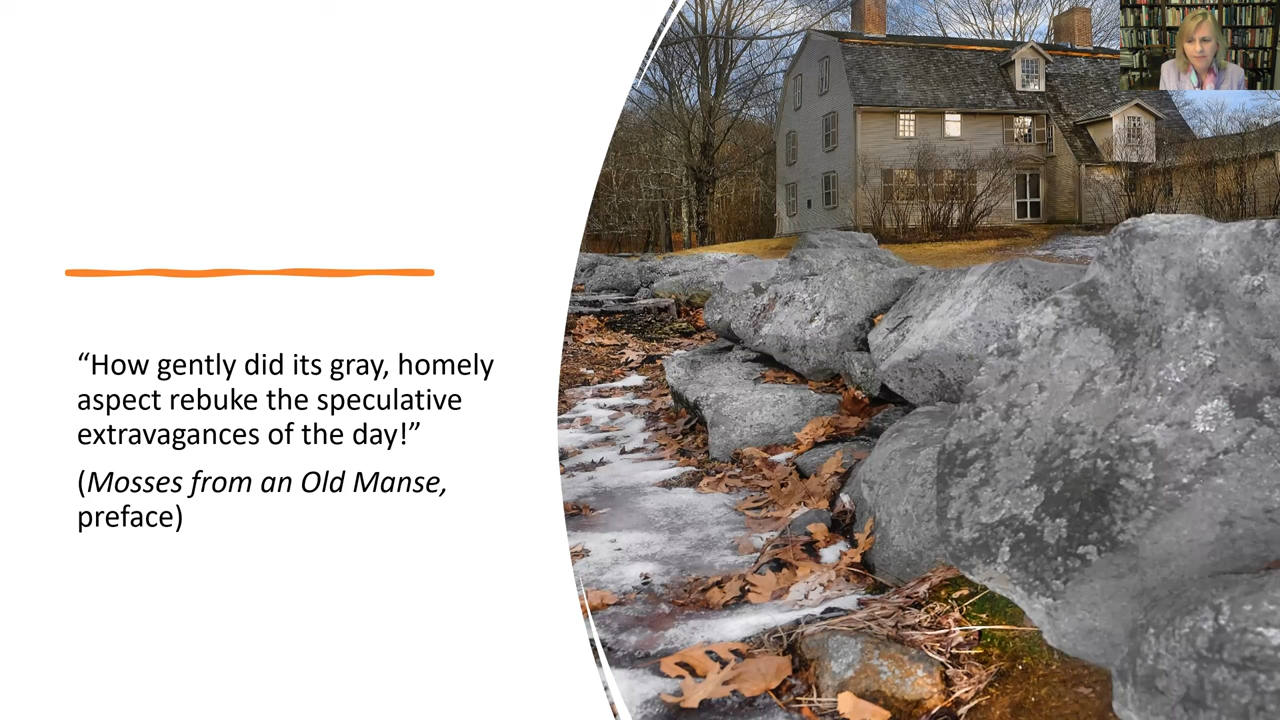 “How gently did its gray, homely
aspect rebuke the speculative
extravagances of the day!”
(Mosses from an Old Manse,
preface)